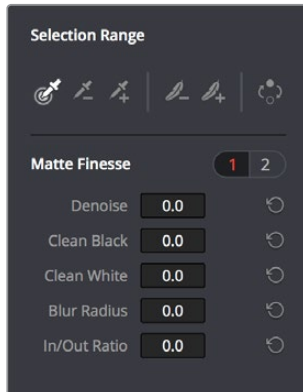 Selection Range
Matte Finesse 1 2
Denoise 0.0
Clean Black 0.0
Clean White 0.0
Blur Radius 0.0
In/Out Ratio 0.0